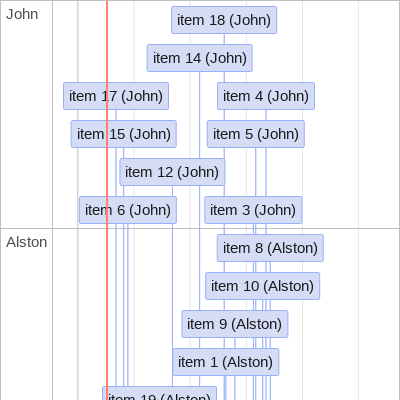 John
item 18 (John)
item 14 (John)
item 17 (John)
item 4 (John)
item 15 (John)
item 5 (John)
item 12 (John)
item 6 (John)
item 3 (John)
Alston
item 8 (Alston)
item 10 (Alston)
item 9 (Alston)
item 1 (Alston)
item 19 (Alston)